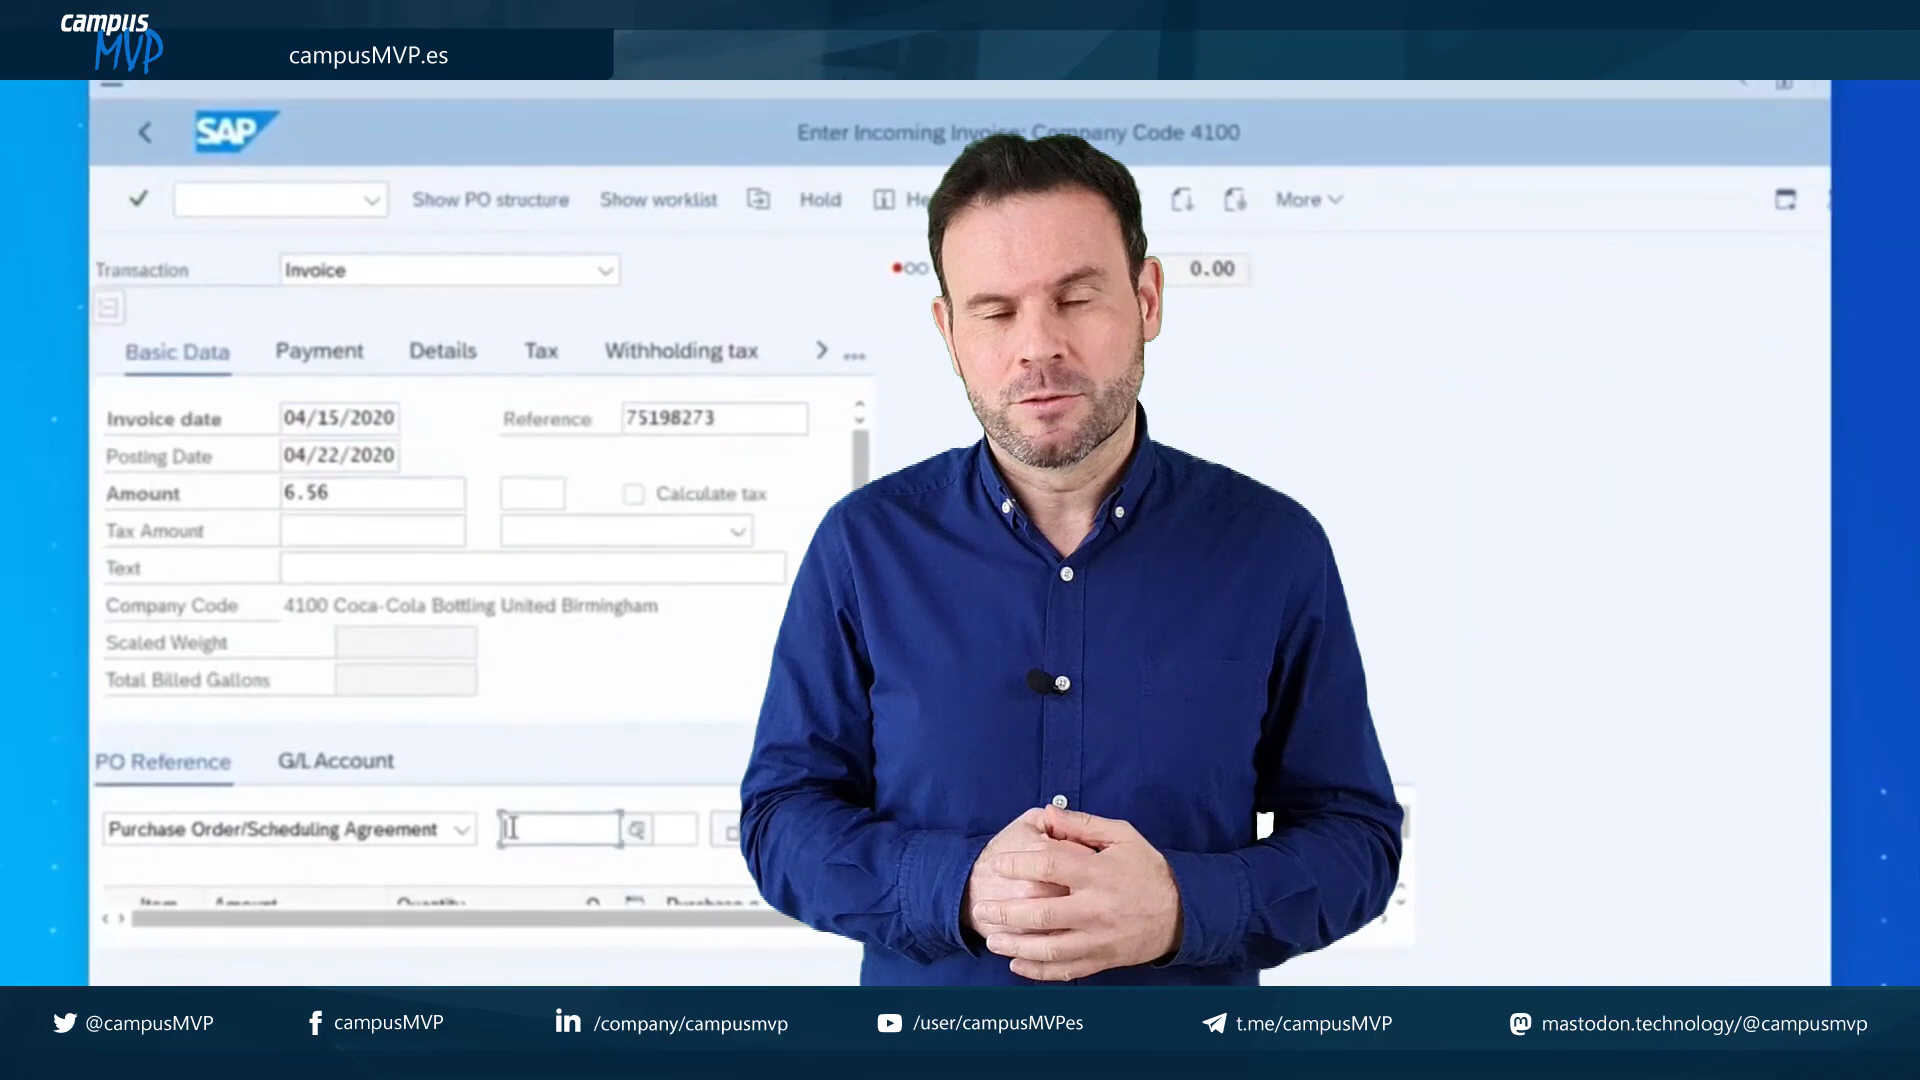 campus
MVP
campusMVP.es
SAP
Enter Incoming Invoice: Company Code 4100
Show PO structure
Show worklist
Hold
More
Transaction
Invoice
0.00
Basic Data
Payment
Details
Tax
Withholding tax
Invoice date
04/15/2020
Reference
75198273
Posting Date
04/22/2020
Amount
6.56
Calculate tax
Tax Amount
Text
Company Code
4100 Coca-Cola Bottling United Birmingham
Scaled Weight
Total Billed Gallons
PO Reference
G/L Account
Purchase Order/Scheduling Agreement
Item
Amount
Quantity
@campusMVP
campusMVP
/company/campusmvp
/user/campusMVPes
t.me/campusMVP
mastodon.technology/@campusmvp